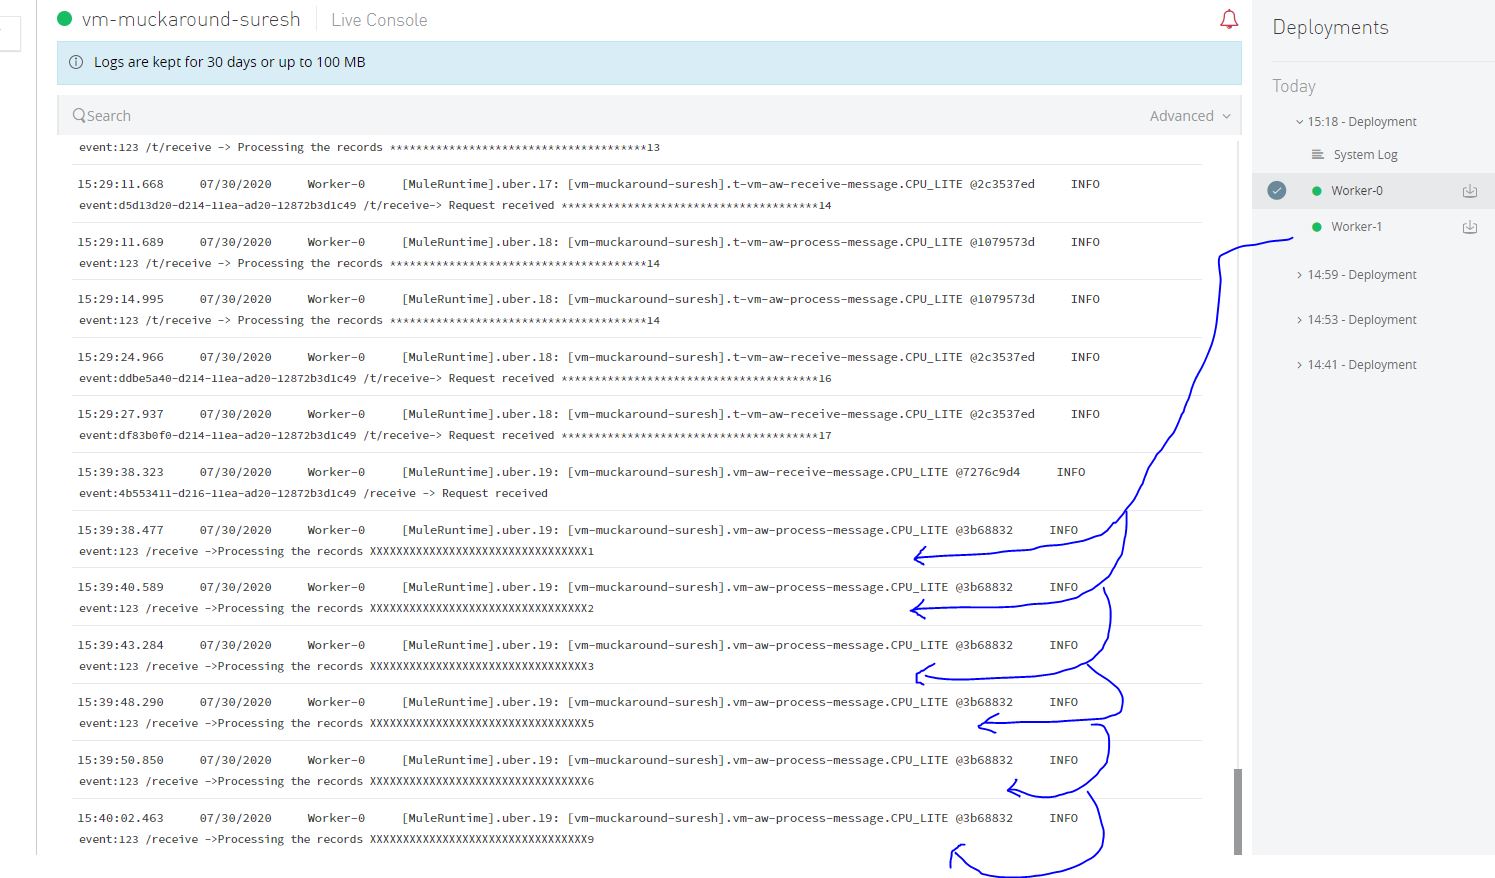 vm-muckaround-suresh Live Console
Logs are kept for 30 days or up to 100 MB
Search Advanced
event:123 /t/receive -> Processing the records ***************************************13
15:29:11.668 07/30/2020 Worker-0 [MuleRuntime].uber.17: [vm-muckaround-suresh].t-vm-aw-receive-message.CPU_LITE @2c3537ed INFO
event:d5d13d20-d214-11ea-ad20-12872b3d1c49 /t/receive-> Request received ***************************************14
15:29:11.689 07/30/2020 Worker-0 [MuleRuntime].uber.18: [vm-muckaround-suresh].t-vm-aw-process-message.CPU_LITE @1079573d INFO
event:123 /t/receive -> Processing the records ***************************************14
15:29:14.995 07/30/2020 Worker-0 [MuleRuntime].uber.18: [vm-muckaround-suresh].t-vm-aw-process-message.CPU_LITE @1079573d INFO
event:123 /t/receive -> Processing the records ***************************************14
15:29:24.966 07/30/2020 Worker-0 [MuleRuntime].uber.18: [vm-muckaround-suresh].t-vm-aw-receive-message.CPU_LITE @2c3537ed INFO
event:ddbe5a40-d214-11ea-ad20-12872b3d1c49 /t/receive-> Request received ***************************************16
15:29:27.937 07/30/2020 Worker-0 [MuleRuntime].uber.18: [vm-muckaround-suresh].t-vm-aw-receive-message.CPU_LITE @2c3537ed INFO
event:df83b0f0-d214-11ea-ad20-12872b3d1c49 /t/receive-> Request received ***************************************17
15:39:38.323 07/30/2020 Worker-0 [MuleRuntime].uber.19: [vm-muckaround-suresh].vm-aw-receive-message.CPU_LITE @7276c9d4 INFO
event:4b553411-d216-11ea-ad20-12872b3d1c49 /receive -> Request received
15:39:38.477 07/30/2020 Worker-0 [MuleRuntime].uber.19: [vm-muckaround-suresh].vm-aw-process-message.CPU_LITE @3b68832 INFO
event:123 /receive ->Processing the records XXXXXXXXXXXXXXXXXXXXXXXXXXXXXXXXX1
15:39:40.589 07/30/2020 Worker-0 [MuleRuntime].uber.19: [vm-muckaround-suresh].vm-aw-process-message.CPU_LITE @3b68832 INFO
event:123 /receive ->Processing the records XXXXXXXXXXXXXXXXXXXXXXXXXXXXXXXXX2
15:39:43.284 07/30/2020 Worker-0 [MuleRuntime].uber.19: [vm-muckaround-suresh].vm-aw-process-message.CPU_LITE @3b68832 INFO
event:123 /receive ->Processing the records XXXXXXXXXXXXXXXXXXXXXXXXXXXXXXXXX3
15:39:48.290 07/30/2020 Worker-0 [MuleRuntime].uber.19: [vm-muckaround-suresh].vm-aw-process-message.CPU_LITE @3b68832 INFO
event:123 /receive ->Processing the records XXXXXXXXXXXXXXXXXXXXXXXXXXXXXXXXX5
15:39:50.850 07/30/2020 Worker-0 [MuleRuntime].uber.19: [vm-muckaround-suresh].vm-aw-process-message.CPU_LITE @3b68832 INFO
event:123 /receive ->Processing the records XXXXXXXXXXXXXXXXXXXXXXXXXXXXXXXXX6
15:40:02.463 07/30/2020 Worker-0 [MuleRuntime].uber.19: [vm-muckaround-suresh].vm-aw-process-message.CPU_LITE @3b68832 INFO
event:123 /receive ->Processing the records XXXXXXXXXXXXXXXXXXXXXXXXXXXXXXXXX9
Deployments
Today
15:18 - Deployment
System Log
Worker-0
Worker-1
14:59 - Deployment
14:53 - Deployment
14:41 - Deployment